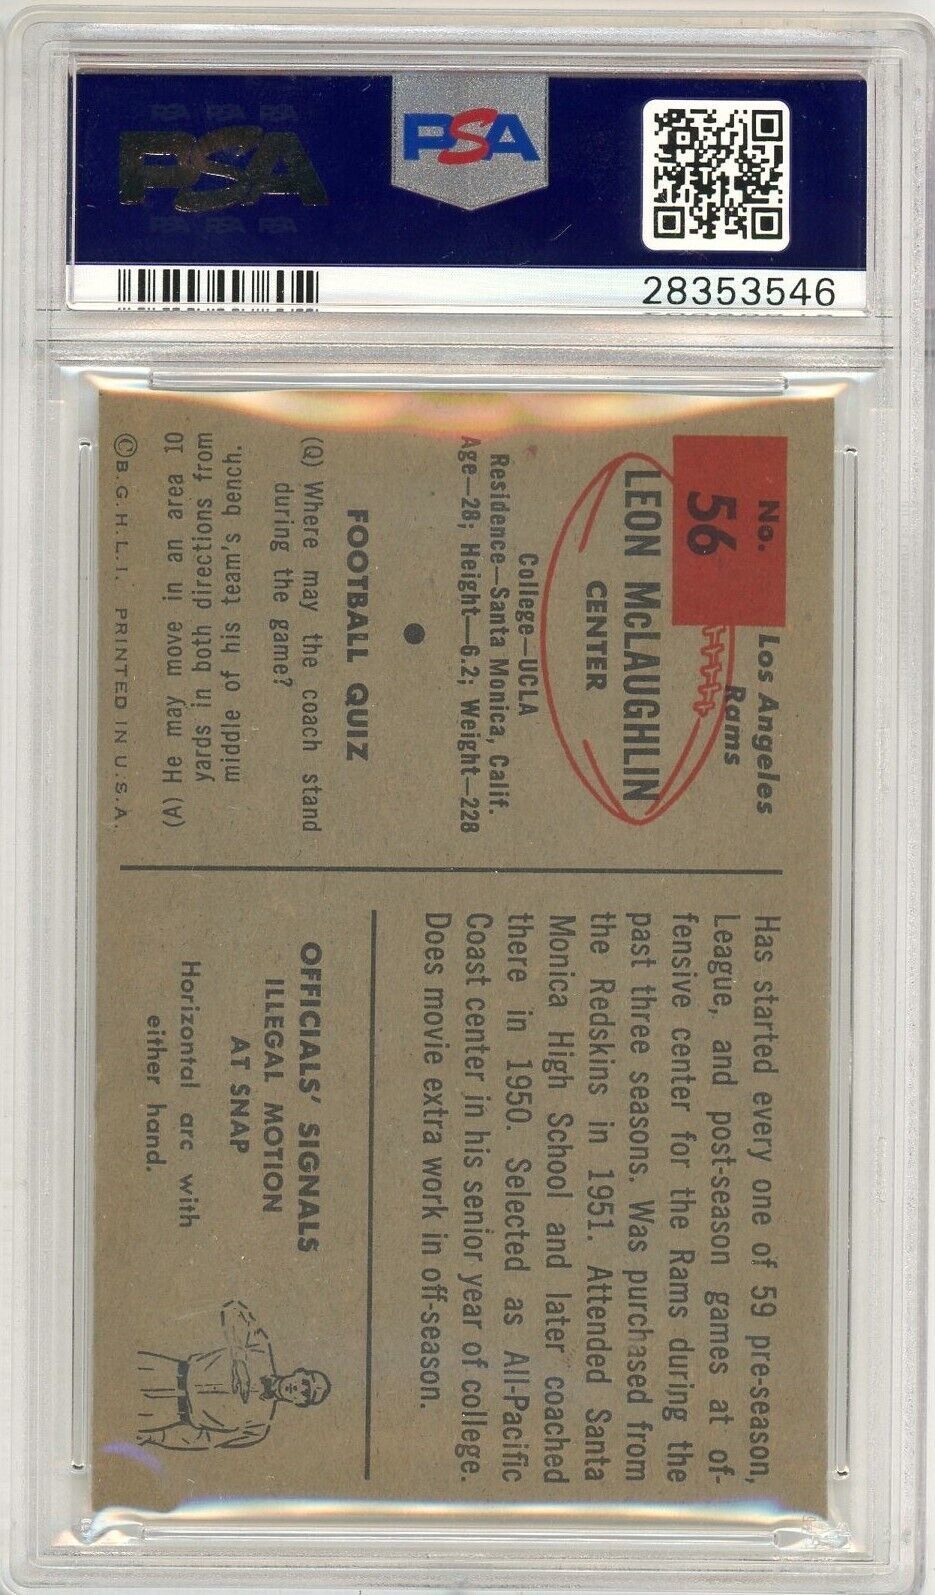 PSA PSA PSA
PSA
PSA PSA PSA
PSA
28353546
No.
56
Los Angeles
Rams
LEON McLAUGHLIN
CENTER
College—UCLA
Residence—Santa Monica, Calif.
Age—28; Height—6.2; Weight—228
FOOTBALL QUIZ
(Q) Where may the coach stand
during the game?
(A) He may move in an area 10
yards in both directions from
middle of his team's bench.
©B.G.H.L.I. PRINTED IN U.S.A.
Has started every one of 59 pre-season,
League, and post-season games at of-
fensive center for the Rams during the
past three seasons. Was purchased from
the Redskins in 1951. Attended Santa
Monica High School and later coached
there in 1950. Selected as All-Pacific
Coast center in his senior year of college.
Does movie extra work in off-season.
OFFICIALS' SIGNALS
ILLEGAL MOTION
AT SNAP
Horizontal arc with
either hand.